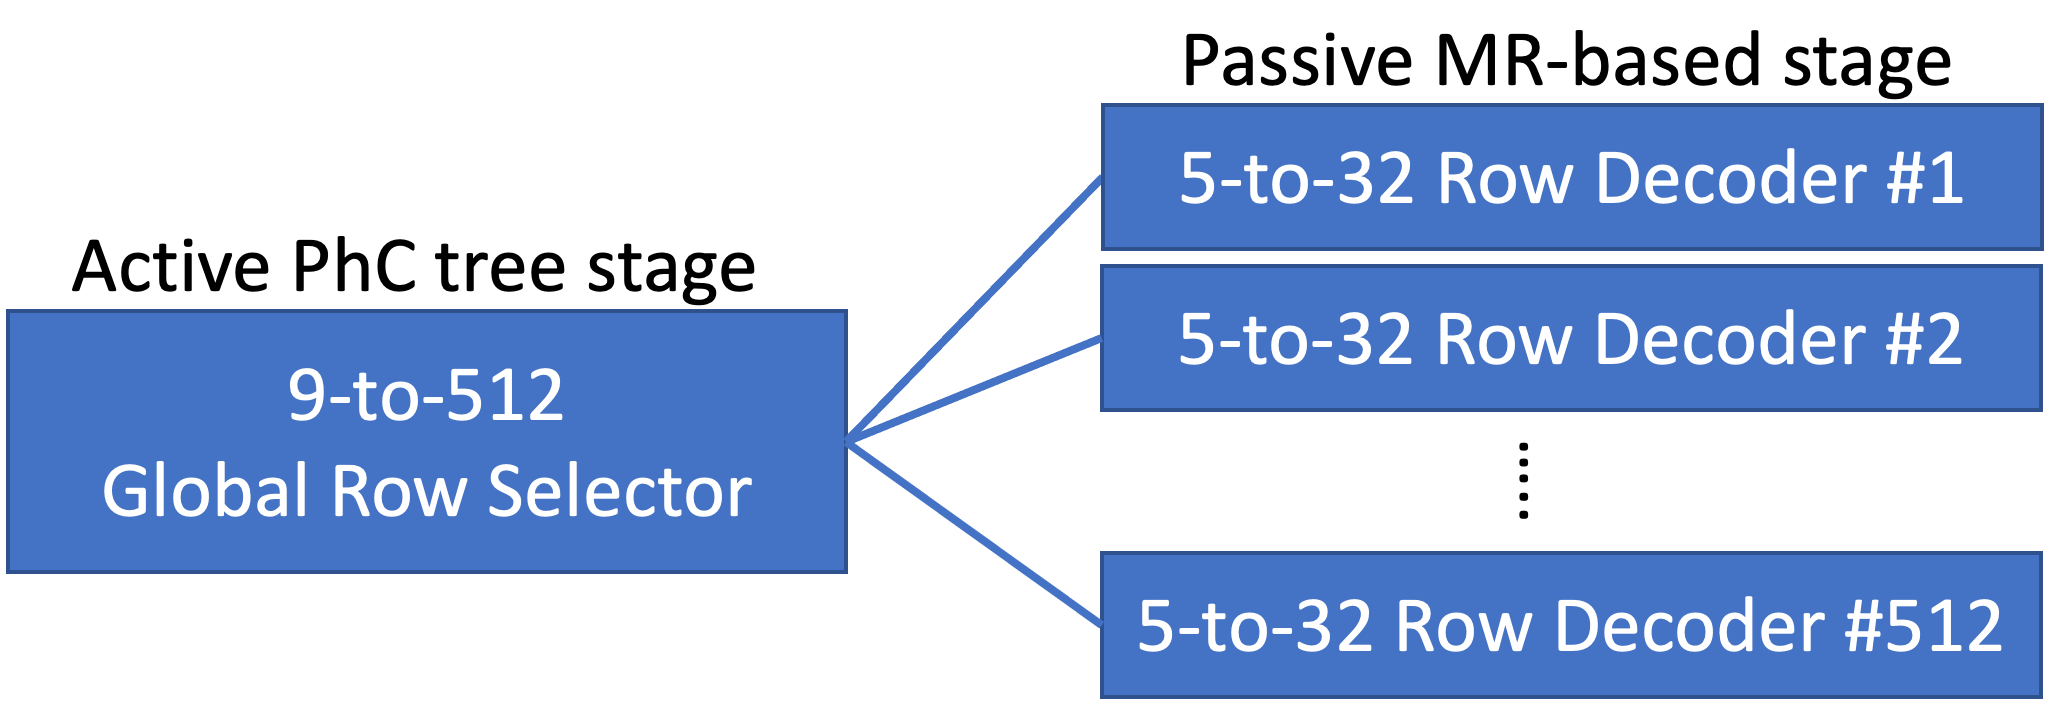 Active PhC tree stage
9-to-512
Global Row Selector
Passive MR-based stage
5-to-32 Row Decoder #1
5-to-32 Row Decoder #2
5-to-32 Row Decoder #512